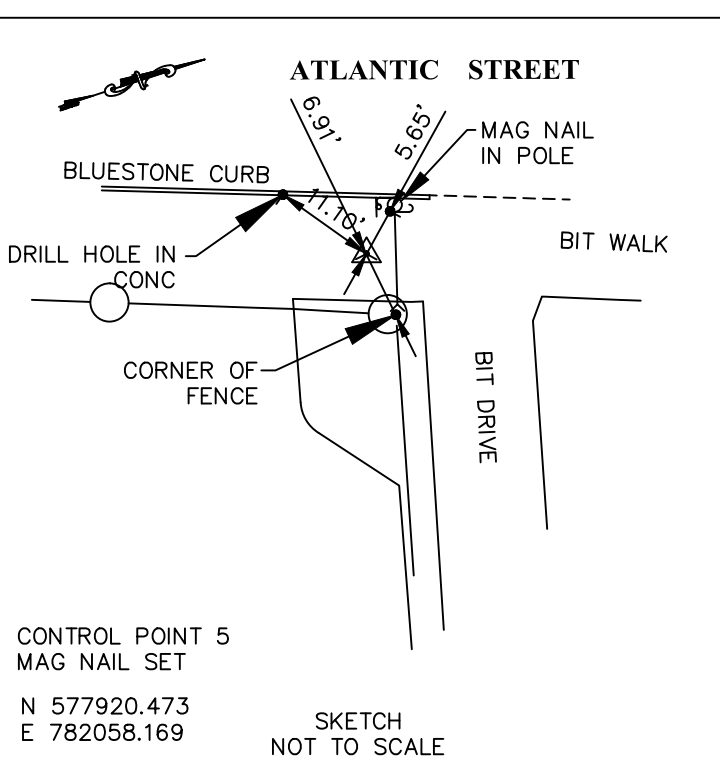 ATLANTIC STREET
6.91'
5.65'
MAG NAIL
IN POLE
BLUESTONE CURB
11.10'
DRILL HOLE IN
CONC
BIT WALK
CORNER OF
FENCE
BIT DRIVE
CONTROL POINT 5
MAG NAIL SET
N 577920.473
E 782058.169
SKETCH
NOT TO SCALE